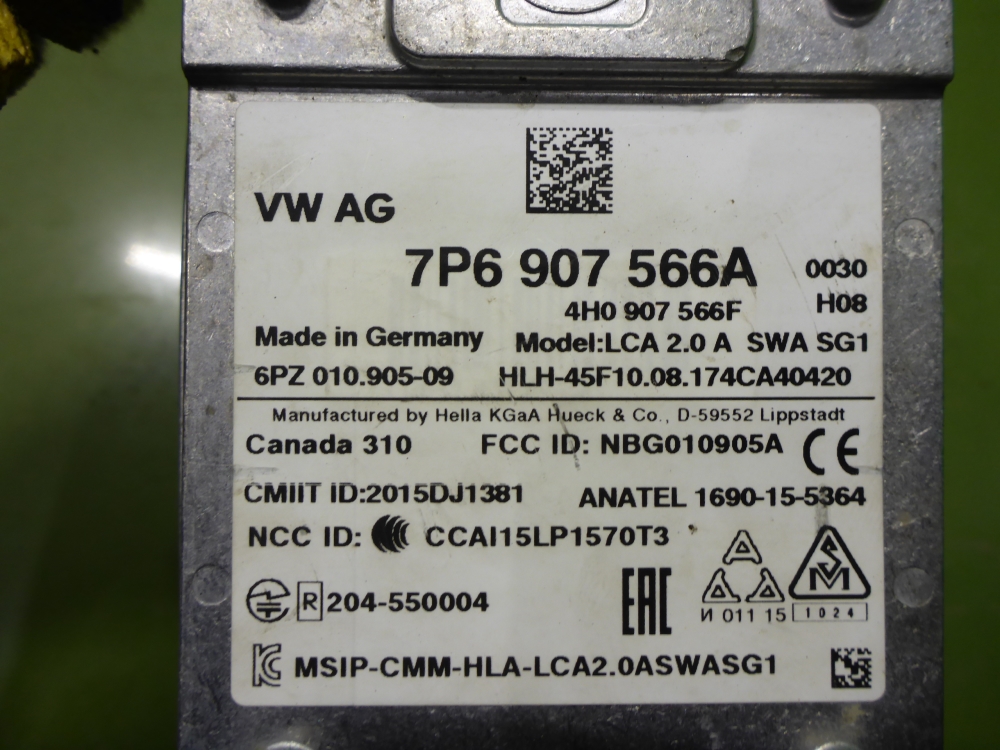 VW AG
7P6 907 566A 0030
4H0 907 566F H08
Made in Germany Model:LCA 2.0 A SWA SG1
6PZ 010.905-09 HLH-45F10.08.174CA40420
Manufactured by Hella KGaA Hueck & Co., D-59552 Lippstadt
Canada 310 FCC ID: NBG010905A CE
CMIIT ID:2015DJ1381 ANATEL 1690-15-5364
NCC ID: CCAI15LP1570T3
R 204-550004 EAC И 011 15 SM 1024
KC MSIP-CMM-HLA-LCA2.0ASWASG1